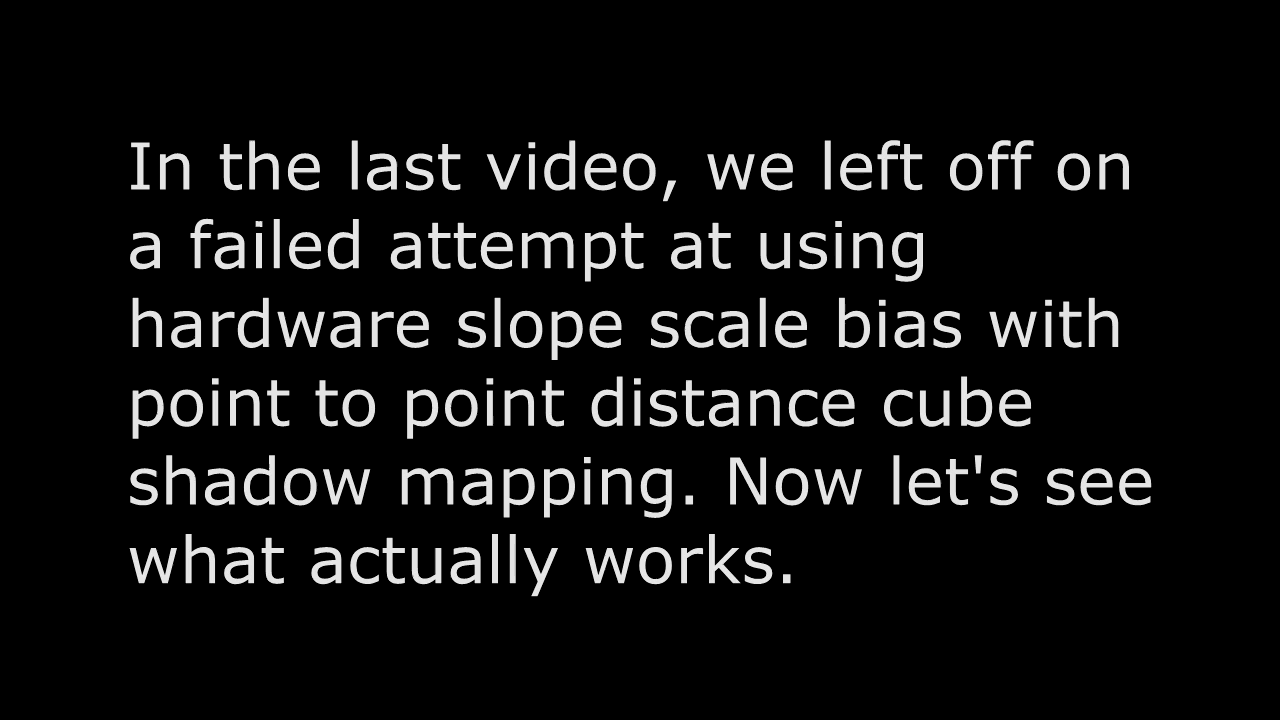 In the last video, we left off on
a failed attempt at using
hardware slope scale bias with
point to point distance cube
shadow mapping. Now let's see
what actually works.